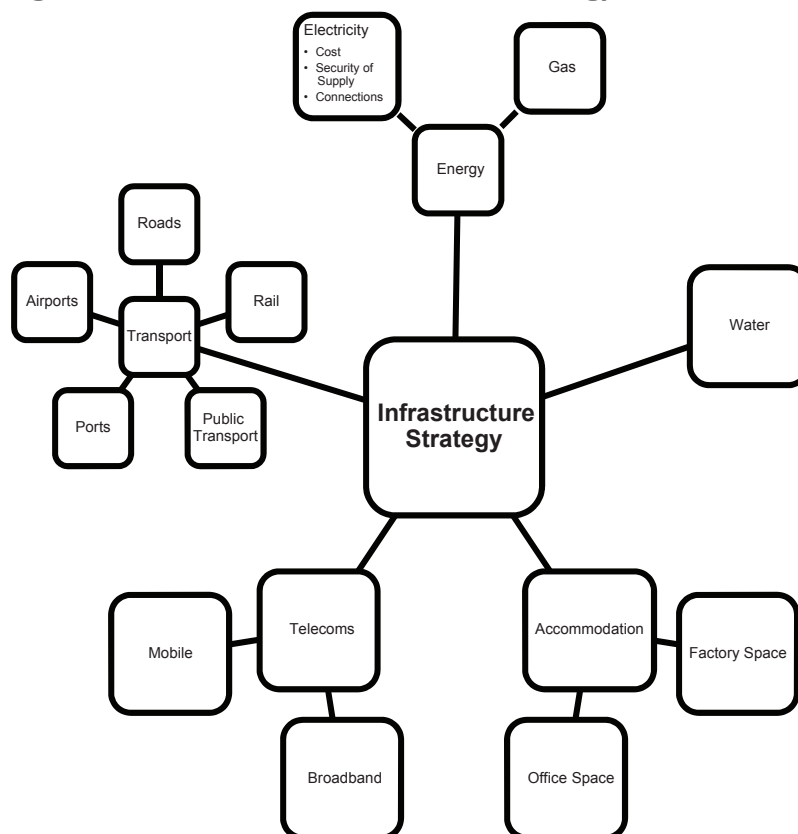 Electricity
• Cost
• Security of
Supply
• Connections
Gas
Energy
Roads
Airports
Rail
Transport
Ports
Public
Transport
Water
Infrastructure
Strategy
Telecoms
Mobile
Broadband
Accommodation
Factory Space
Office Space